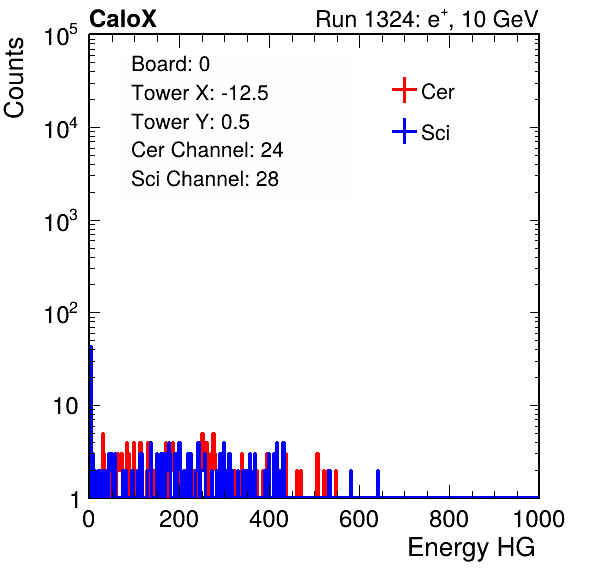 CaloX Run 1324: e⁺, 10 GeV
Counts
10⁵
10⁴
10³
10²
10
1
Board: 0
Tower X: -12.5
Tower Y: 0.5
Cer Channel: 24
Sci Channel: 28
Cer
Sci
0 200 400 600 800 1000
Energy HG